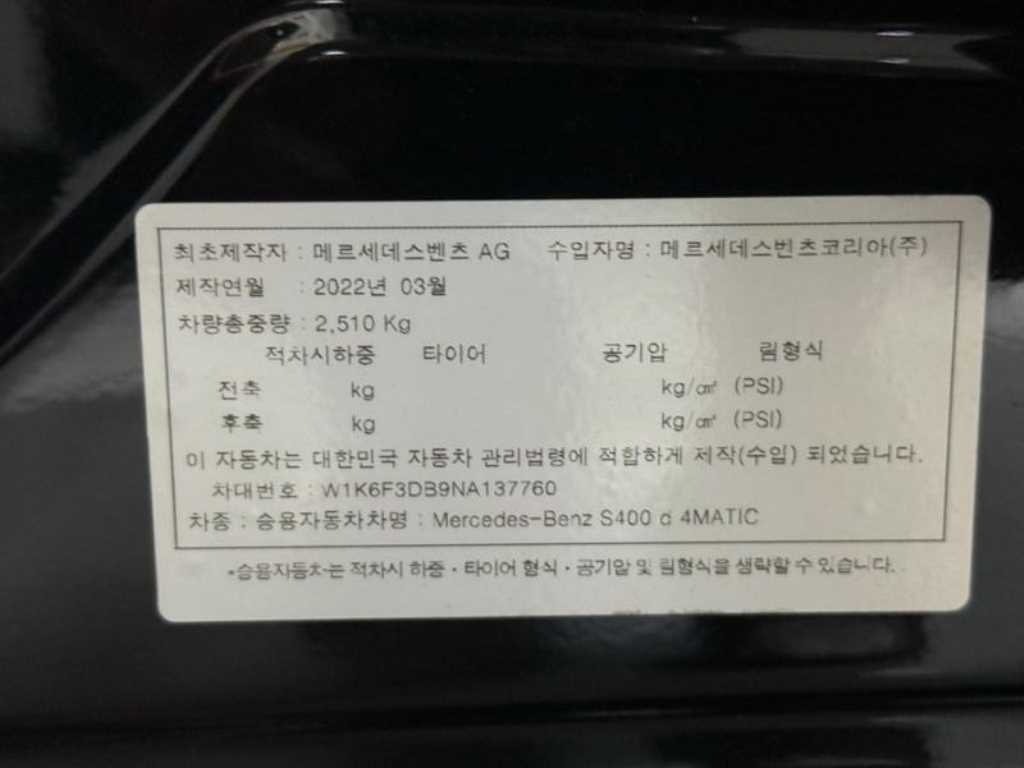 최초제작자 : 메르세데스벤츠 AG 수입자명 : 메르세데스벤츠코리아(주)
제작연월 : 2022년 03월
차량총중량 : 2,510 Kg
적차시하중 타이어 공기압 림형식
전축 kg kg/㎠ (PSI)
후축 kg kg/㎠ (PSI)
이 자동차는 대한민국 자동차 관리법령에 적합하게 제작(수입) 되었습니다.
차대번호 : W1K6F3DB9NA137760
차종 : 승용자동차차명 : Mercedes-Benz S400 d 4MATIC
*승용자동차는 적차시 하중·타이어 형식·공기압 및 림형식을 생략할 수 있습니다.